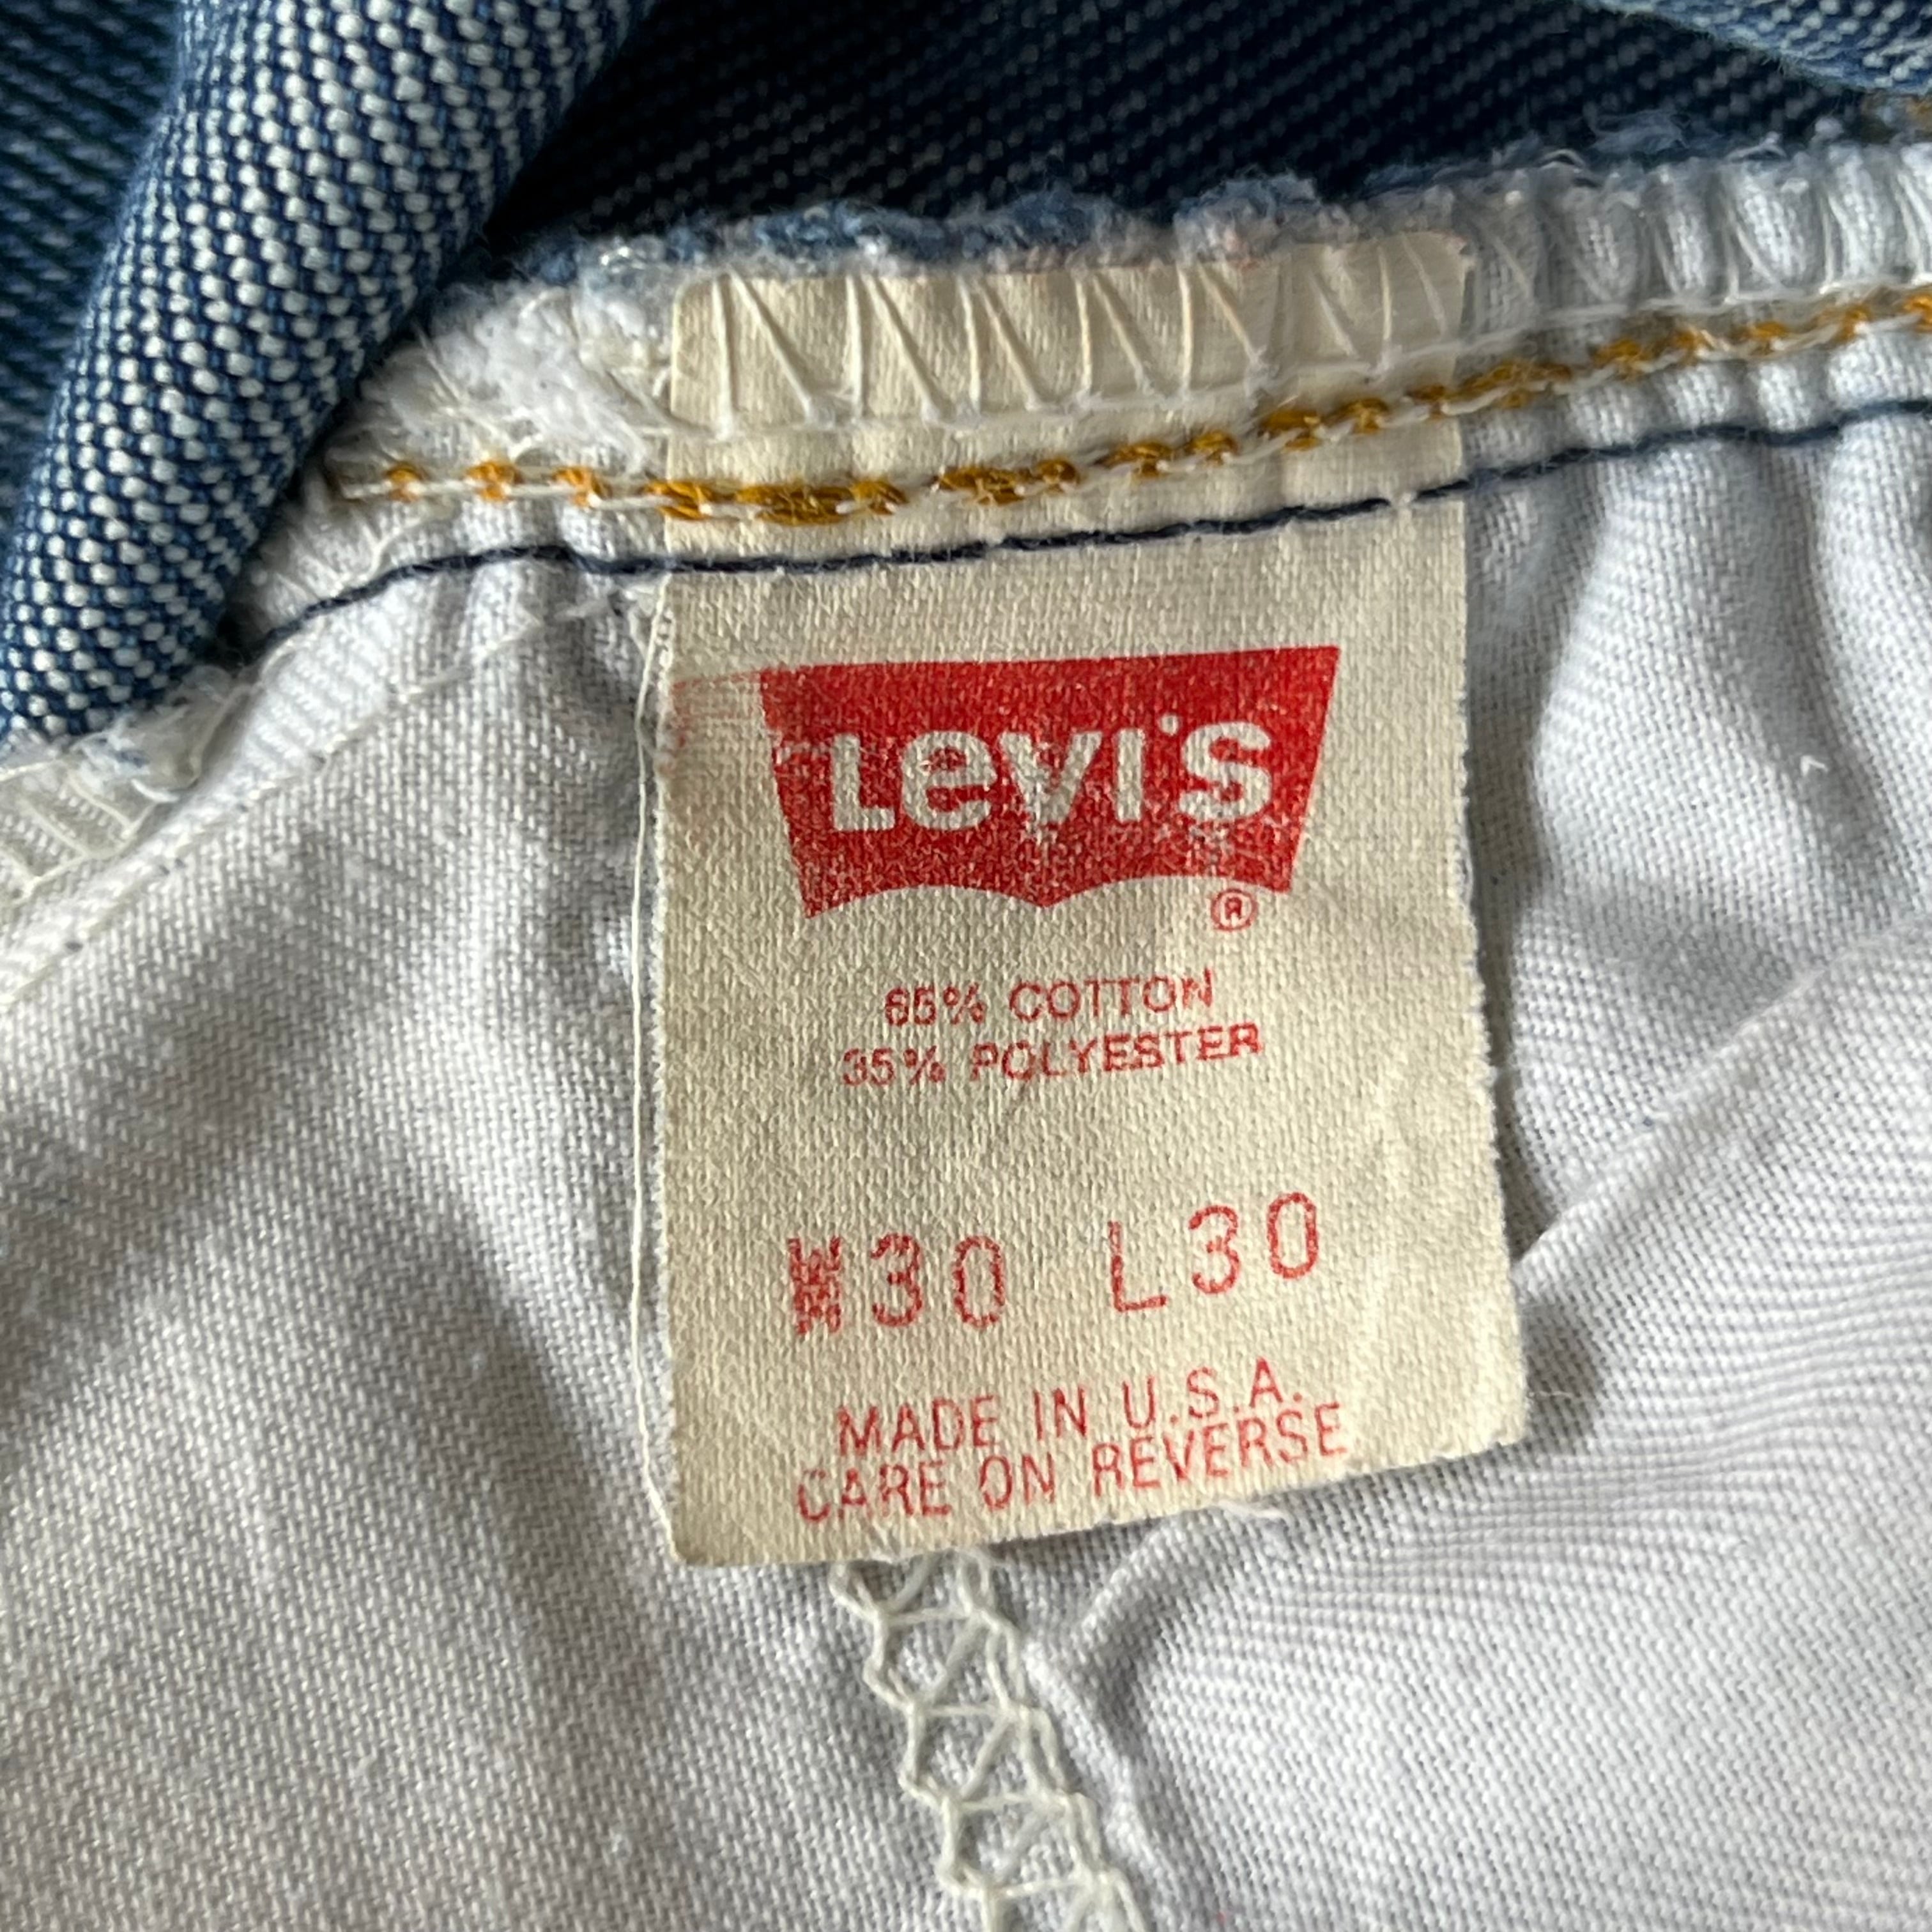 Levi's
®
65% COTTON
35% POLYESTER
W30 L30
MADE IN U.S.A.
CARE ON REVERSE